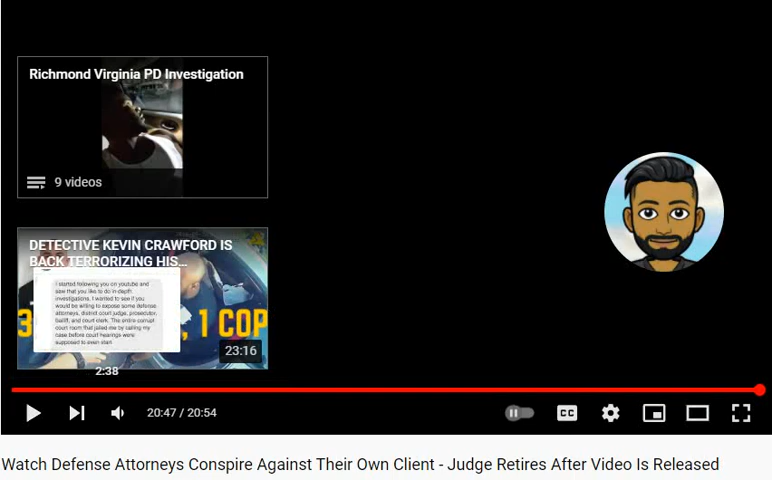 Richmond Virginia PD Investigation
9 videos
DETECTIVE KEVIN CRAWFORD IS
BACK TERRORIZING HIS...
I started following you on youtube and
saw that you like to do in depth
investigations. I wanted to see if you
would be willing to expose some defense
attorneys, district court judge, prosecutor,
bailiff, and court clerk. The entire corrupt
court room that jailed me by calling my
case before court hearings were
supposed to even start
3
, 1 COP
23:16
2:38
20:47 / 20:54
CC
Watch Defense Attorneys Conspire Against Their Own Client - Judge Retires After Video Is Released